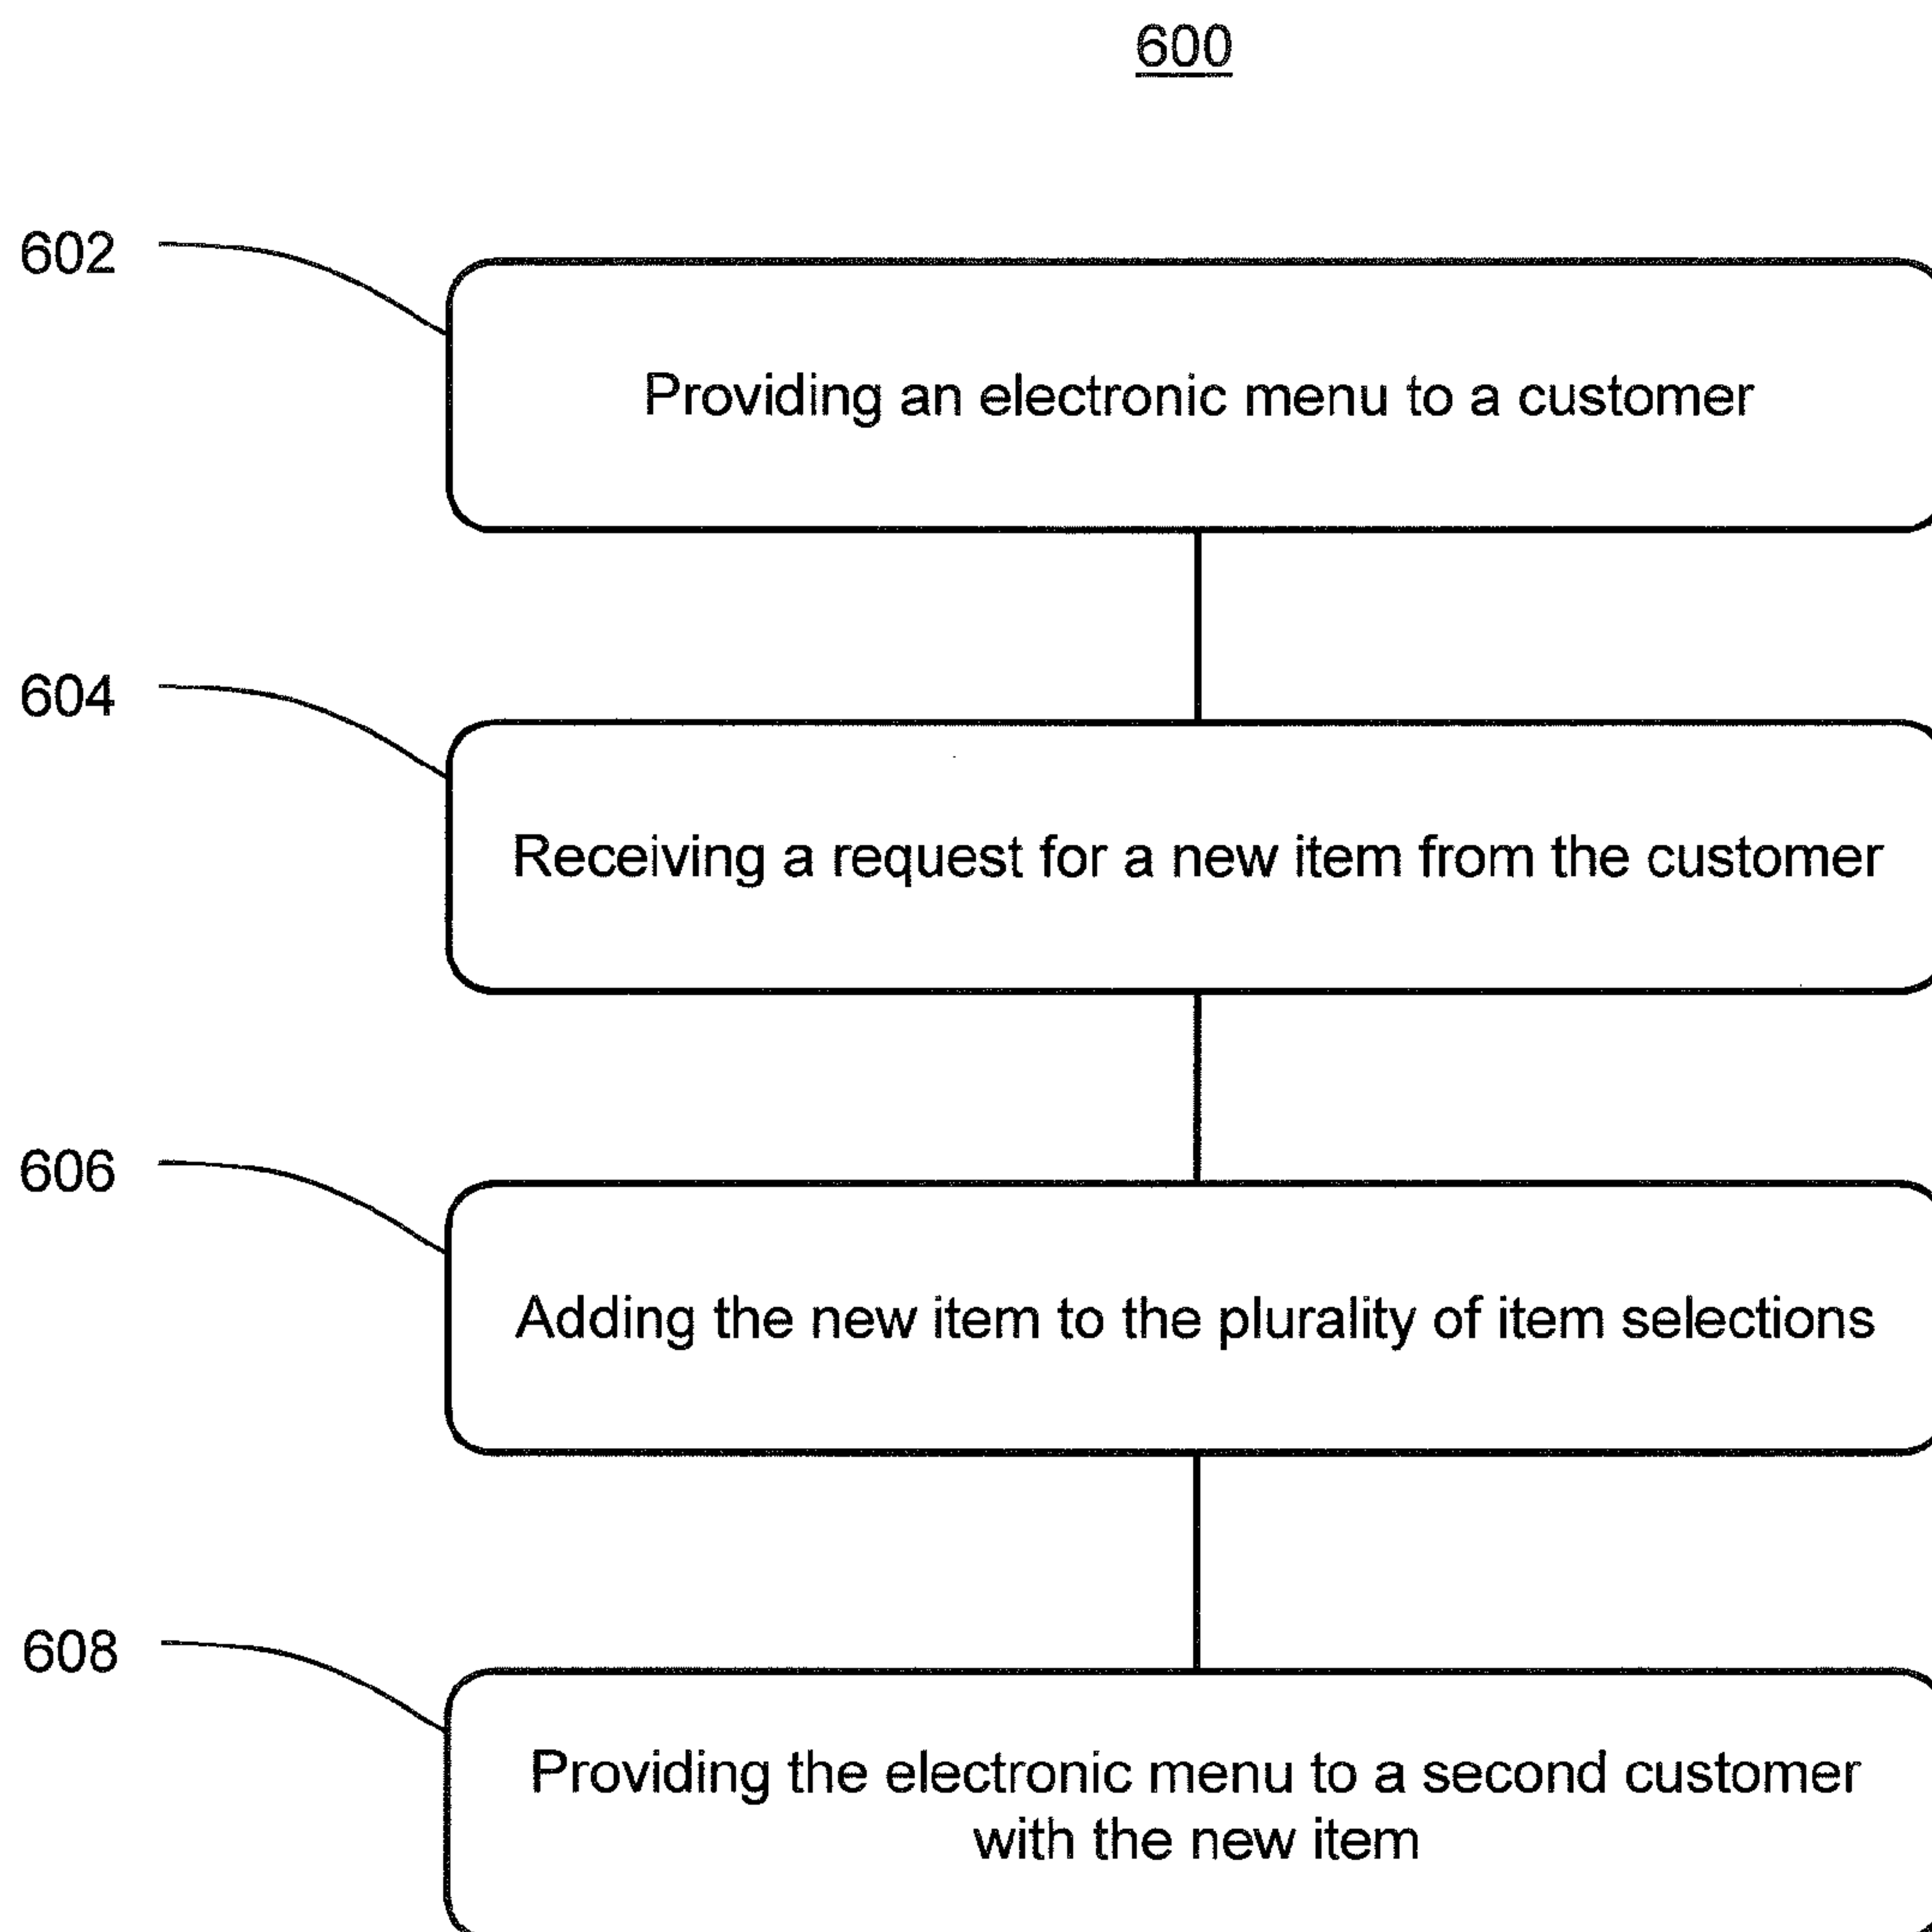 600
602
Providing an electronic menu to a customer
604
Receiving a request for a new item from the customer
606
Adding the new item to the plurality of item selections
608
Providing the electronic menu to a second customer
with the new item